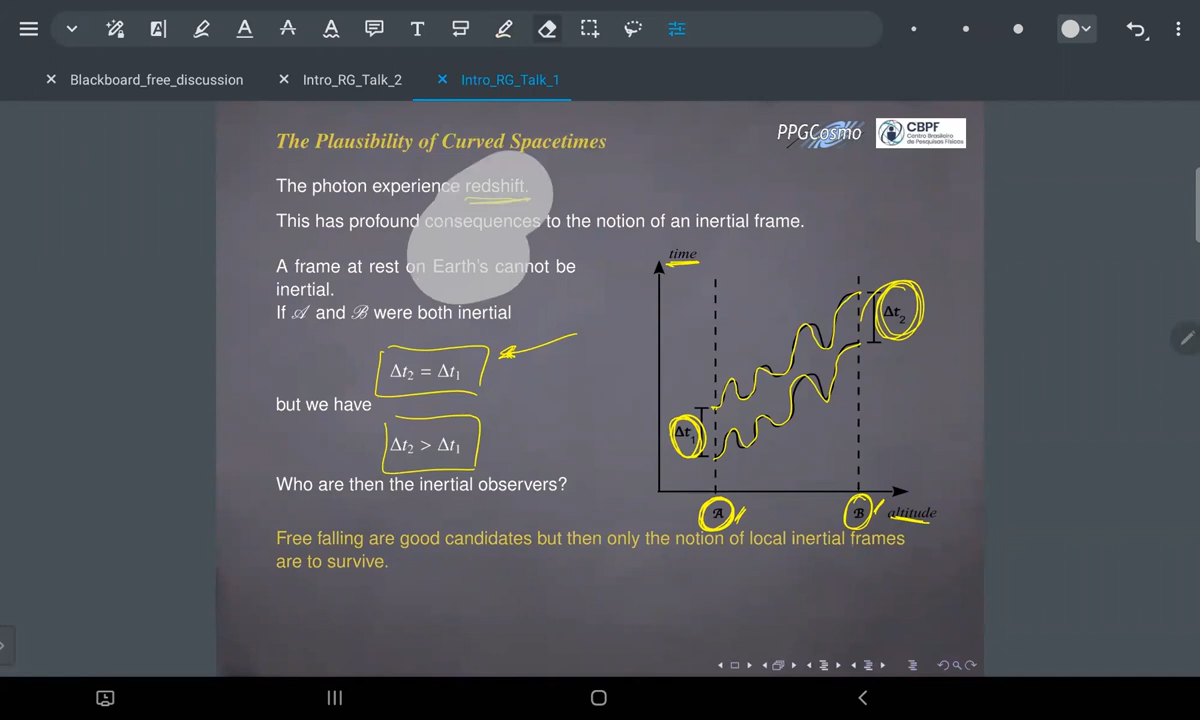 Blackboard_free_discussion
Intro_RG_Talk_2
Intro_RG_Talk_1
The Plausibility of Curved Spacetimes
PPGCosmo
CBPF
Centro Brasileiro
de Pesquisas Físicas
The photon experience redshift.
This has profound consequences to the notion of an inertial frame.
A frame at rest on Earth's cannot be
inertial.
If 𝒜 and ℬ were both inertial
Δt₂ = Δt₁
but we have
Δt₂ > Δt₁
Who are then the inertial observers?
time
Δt₂
Δt₁
𝒜
ℬ
altitude
Free falling are good candidates but then only the notion of local inertial frames
are to survive.